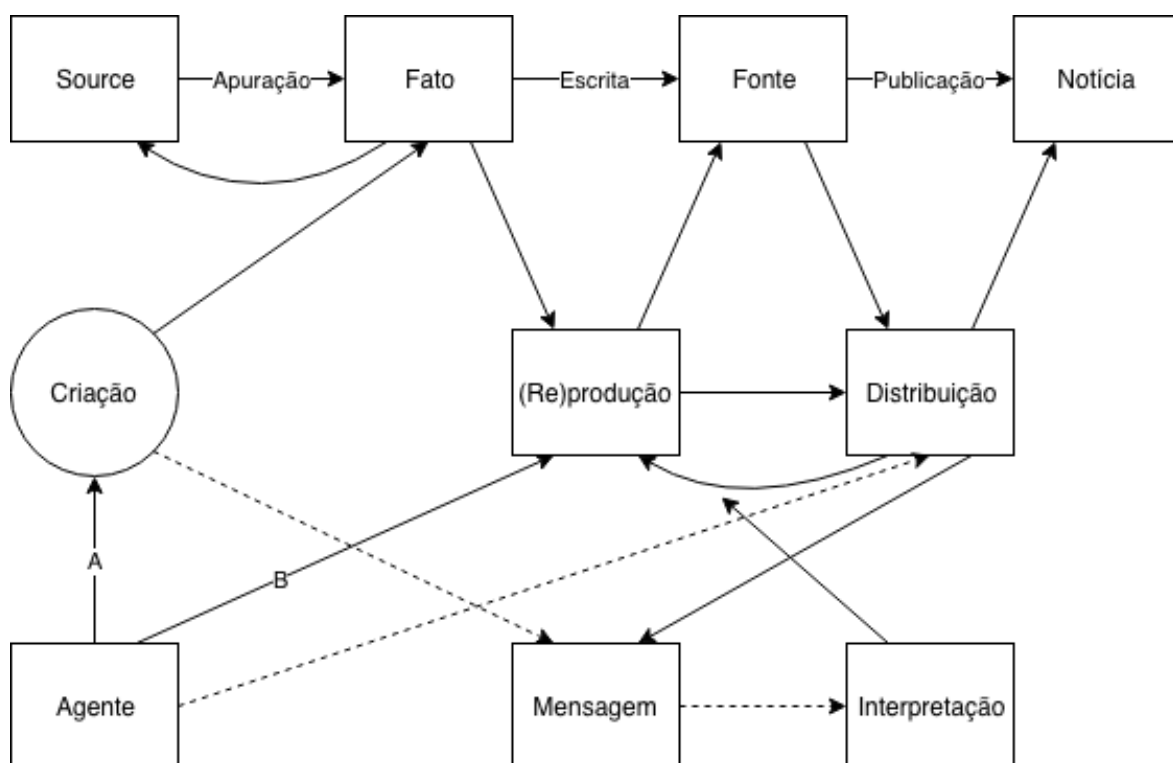 Source
Apuração
Fato
Escrita
Fonte
Publicação
Notícia
Criação
(Re)produção
Distribuição
A
B
Agente
Mensagem
Interpretação